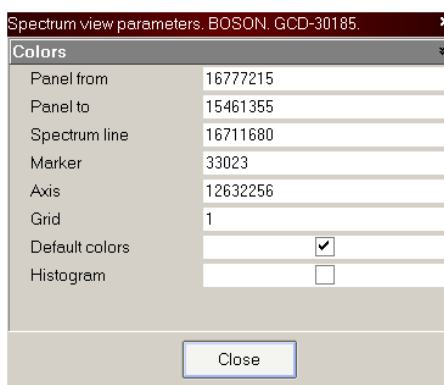 Spectrum view parameters. BOSON. GCD-30185.
Colors
Panel from 16777215
Panel to 15461355
Spectrum line 16711680
Marker 33023
Axis 12632256
Grid 1
Default colors
Histogram
Close